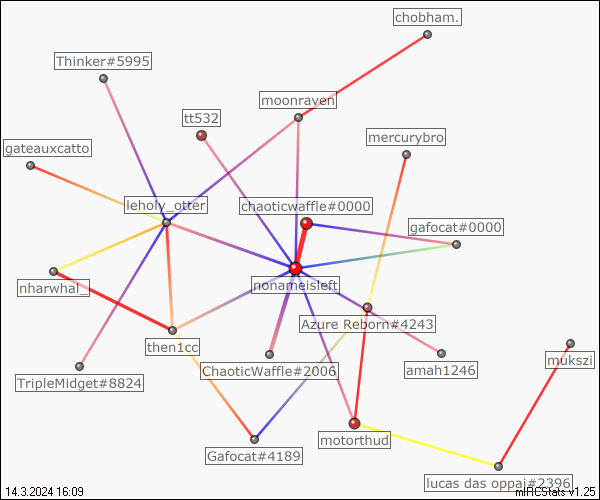 chobham.
Thinker#5995
moonraven
tt532
mercurybro
gateauxcatto
leholy_otter
chaoticwaffle#0000
gafocat#0000
nharwhal_
nonameisleft
Azure Reborn#4243
then1cc
mukszi
TripleMidget#8824
ChaoticWaffle#2006
amah1246
motorthud
Gafocat#4189
lucas das oppai#2396
14.3.2024 16:09
mIRCStats v1.25